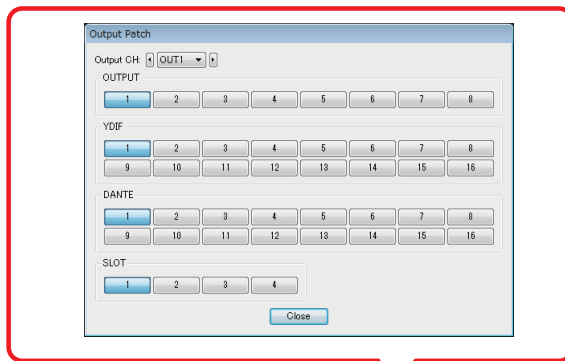 Output Patch
Output CH: OUT1
OUTPUT
1 2 3 4 5 6 7 8
YDIF
1 2 3 4 5 6 7 8
9 10 11 12 13 14 15 16
DANTE
1 2 3 4 5 6 7 8
9 10 11 12 13 14 15 16
SLOT
1 2 3 4
Close